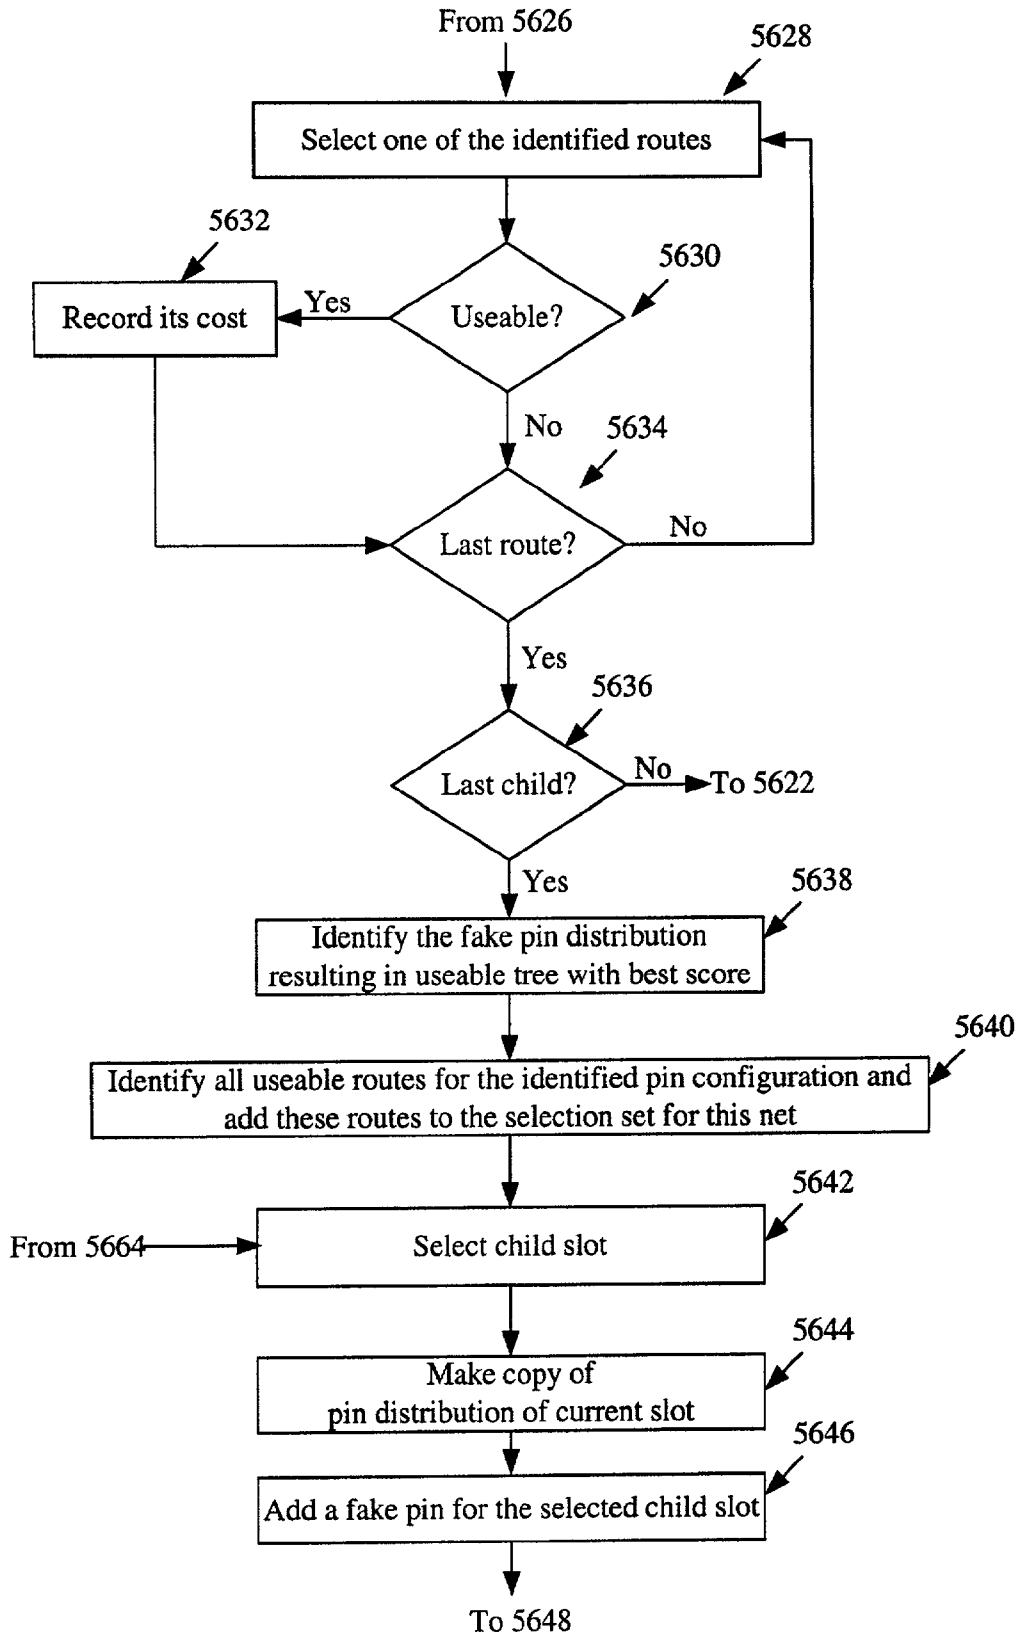 From 5626
5628
Select one of the identified routes
5632
5630
Record its cost
Yes
Useable?
No
5634
Last route?
No
Yes
5636
Last child?
No
To 5622
Yes
5638
Identify the fake pin distribution
resulting in useable tree with best score
5640
Identify all useable routes for the identified pin configuration and
add these routes to the selection set for this net
5642
From 5664
Select child slot
5644
Make copy of
pin distribution of current slot
5646
Add a fake pin for the selected child slot
To 5648